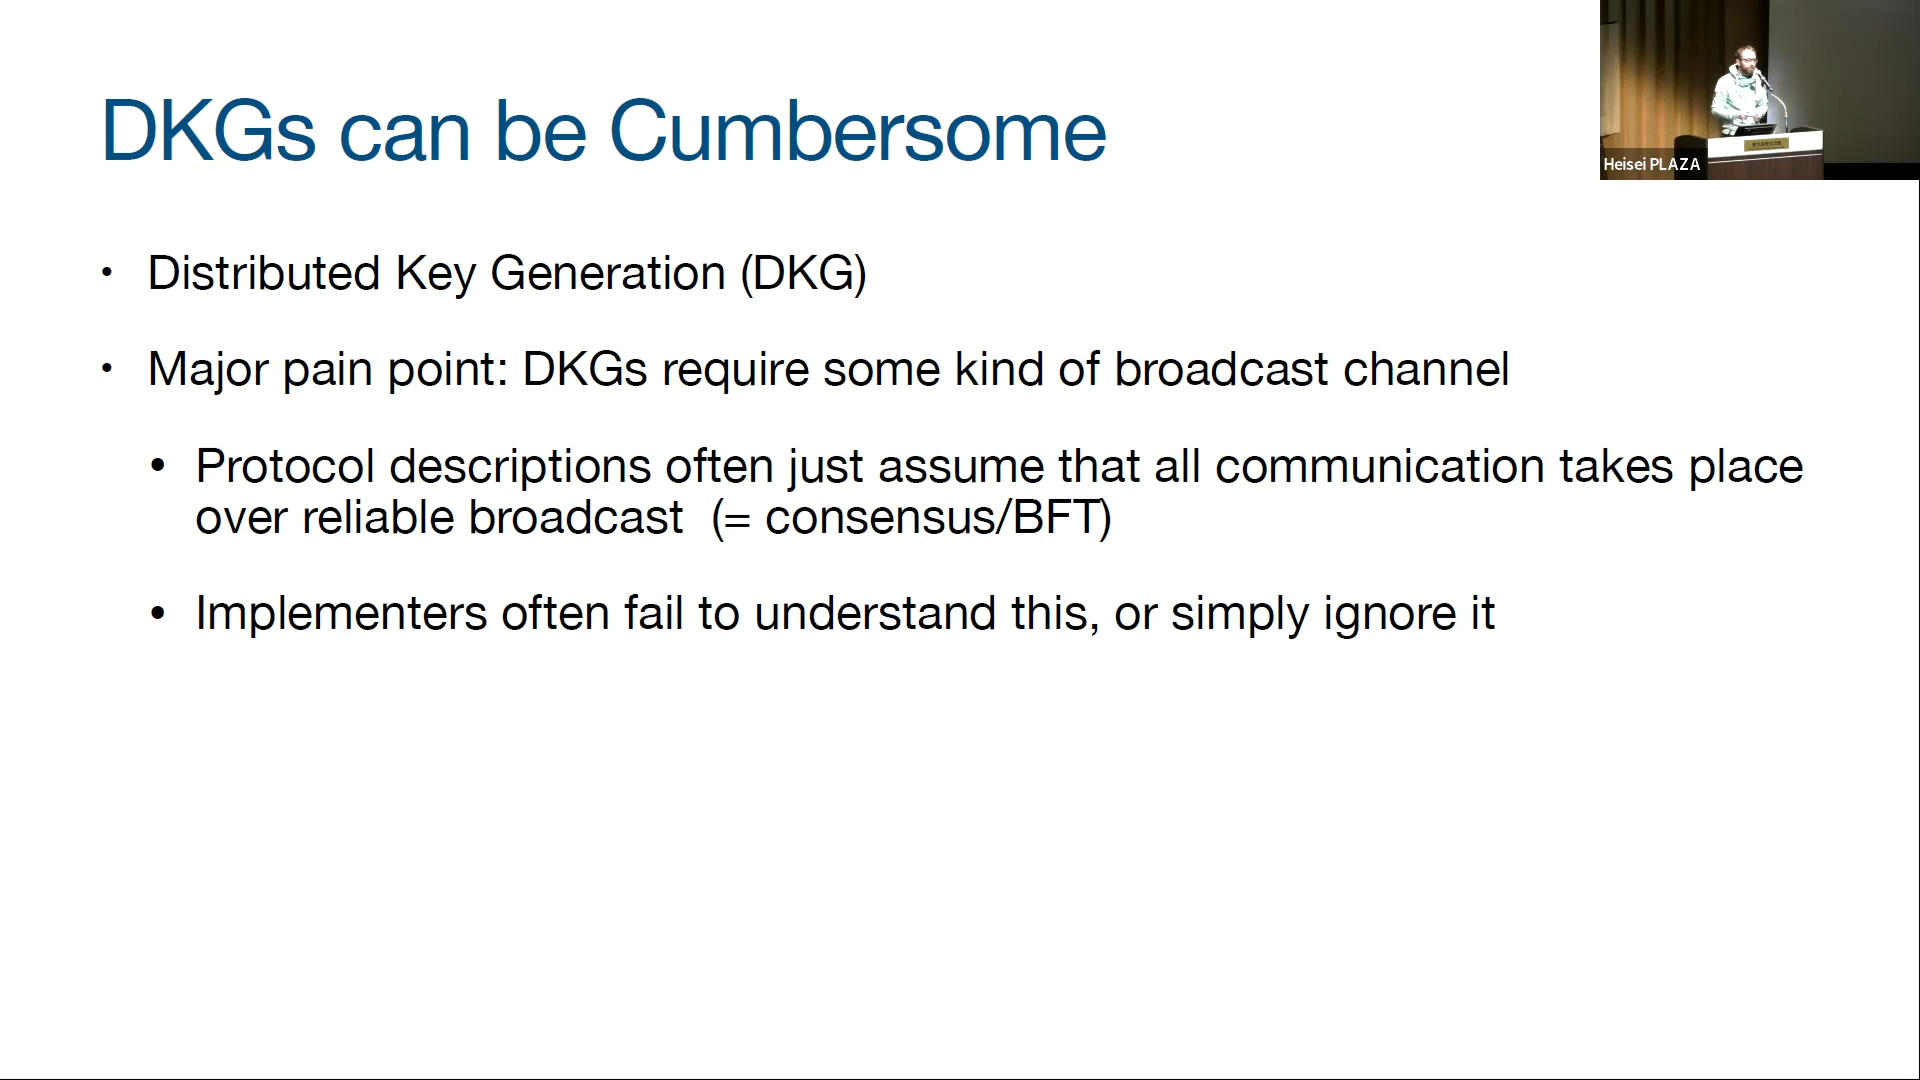 DKGs can be Cumbersome
• Distributed Key Generation (DKG)
• Major pain point: DKGs require some kind of broadcast channel
• Protocol descriptions often just assume that all communication takes place
over reliable broadcast (= consensus/BFT)
• Implementers often fail to understand this, or simply ignore it
Heisei PLAZA